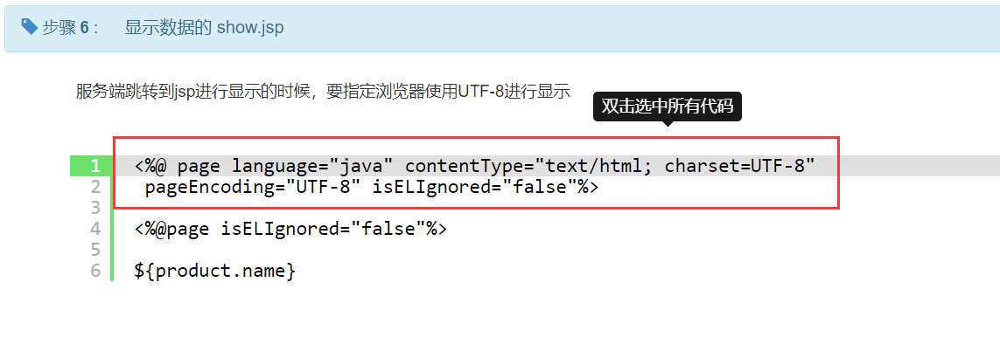 步骤 6 : 显示数据的 show.jsp
服务端跳转到jsp进行显示的时候，要指定浏览器使用UTF-8进行显示
双击选中所有代码
1 <%@ page language="java" contentType="text/html; charset=UTF-8"
2 pageEncoding="UTF-8" isELIgnored="false"%>
3
4 <%@page isELIgnored="false"%>
5
6 ${product.name}